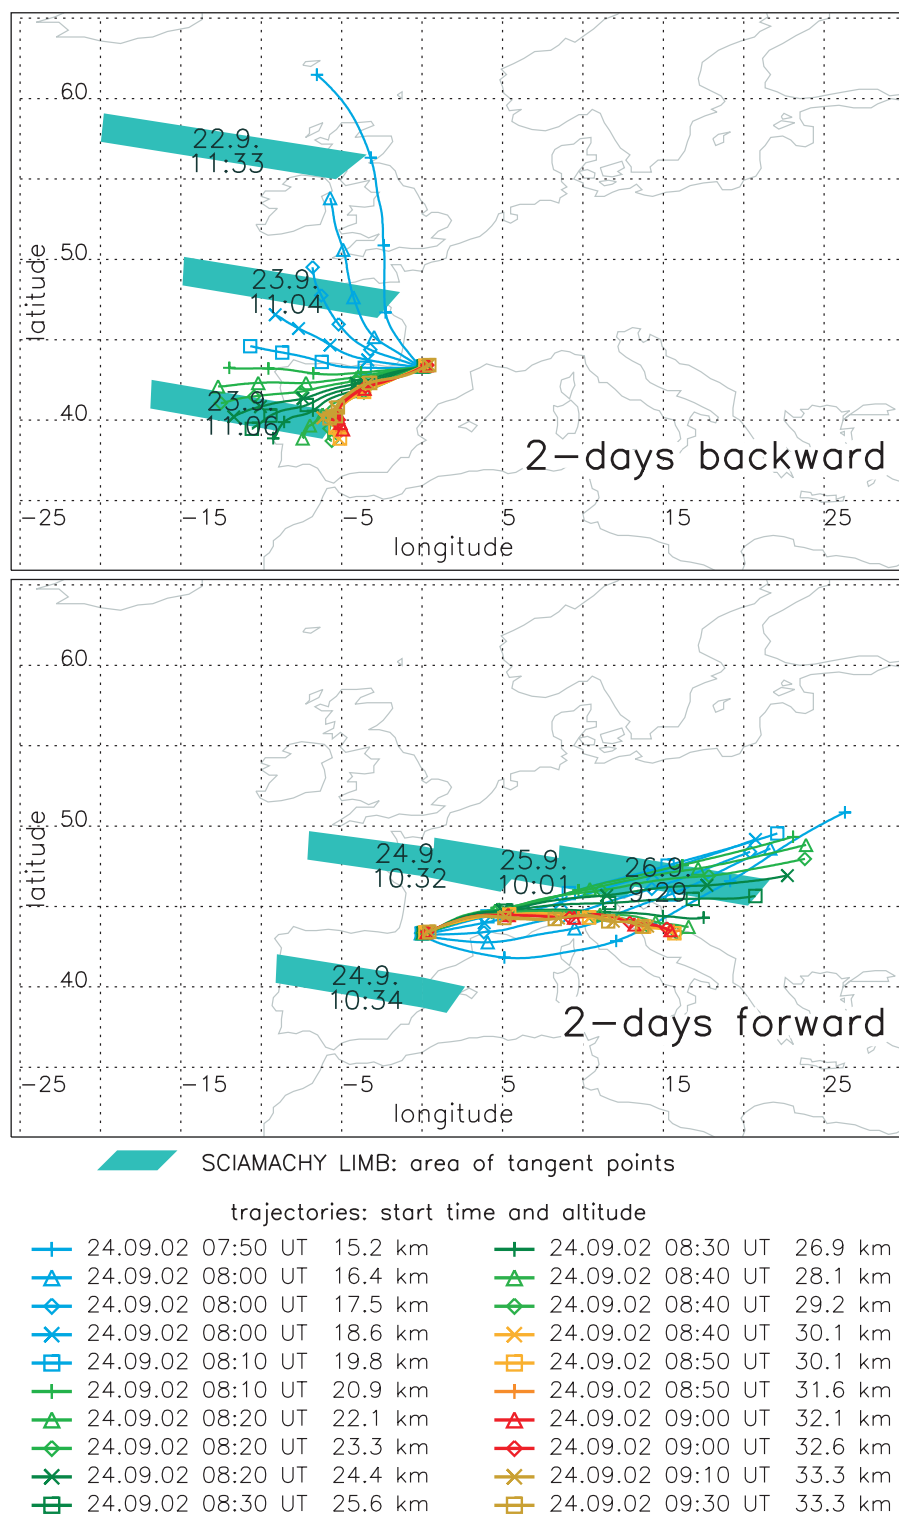 60
22.9.
11:33
50
latitude
23.9.
11:04
40
23.9.
11:06
2-days backward
-25 -15 -5 5 15 25
longitude
60
50
latitude
24.9.
10:32
25.9.
10:01
26.9.
9:29
40
24.9.
10:34
2-days forward
-25 -15 -5 5 15 25
longitude
SCIAMACHY LIMB: area of tangent points
trajectories: start time and altitude
24.09.02 07:50 UT 15.2 km
24.09.02 08:00 UT 16.4 km
24.09.02 08:00 UT 17.5 km
24.09.02 08:00 UT 18.6 km
24.09.02 08:10 UT 19.8 km
24.09.02 08:10 UT 20.9 km
24.09.02 08:20 UT 22.1 km
24.09.02 08:20 UT 23.3 km
24.09.02 08:20 UT 24.4 km
24.09.02 08:30 UT 25.6 km
24.09.02 08:30 UT 26.9 km
24.09.02 08:40 UT 28.1 km
24.09.02 08:40 UT 29.2 km
24.09.02 08:40 UT 30.1 km
24.09.02 08:50 UT 30.1 km
24.09.02 08:50 UT 31.6 km
24.09.02 09:00 UT 32.1 km
24.09.02 09:00 UT 32.6 km
24.09.02 09:10 UT 33.3 km
24.09.02 09:30 UT 33.3 km